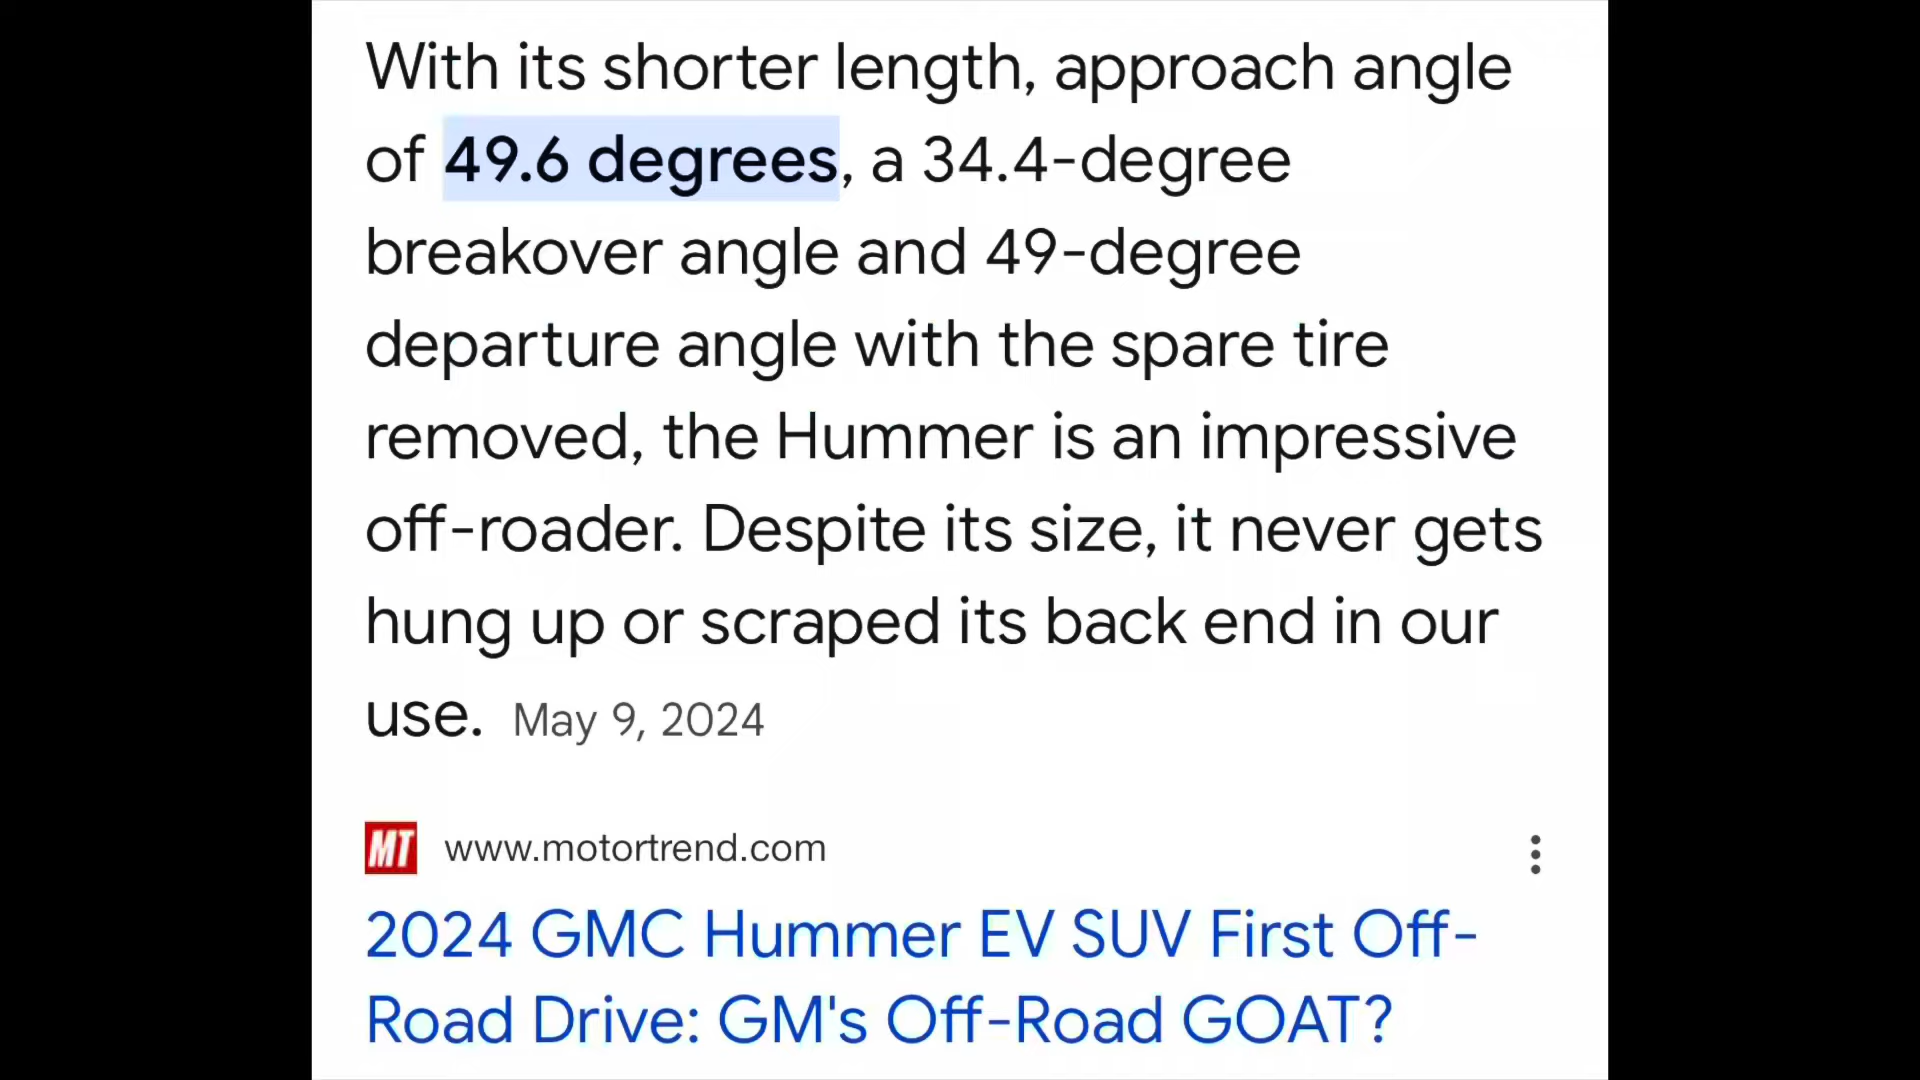 With its shorter length, approach angle
of 49.6 degrees, a 34.4-degree
breakover angle and 49-degree
departure angle with the spare tire
removed, the Hummer is an impressive
off-roader. Despite its size, it never gets
hung up or scraped its back end in our
use. May 9, 2024
MT www.motortrend.com
2024 GMC Hummer EV SUV First Off-
Road Drive: GM's Off-Road GOAT?